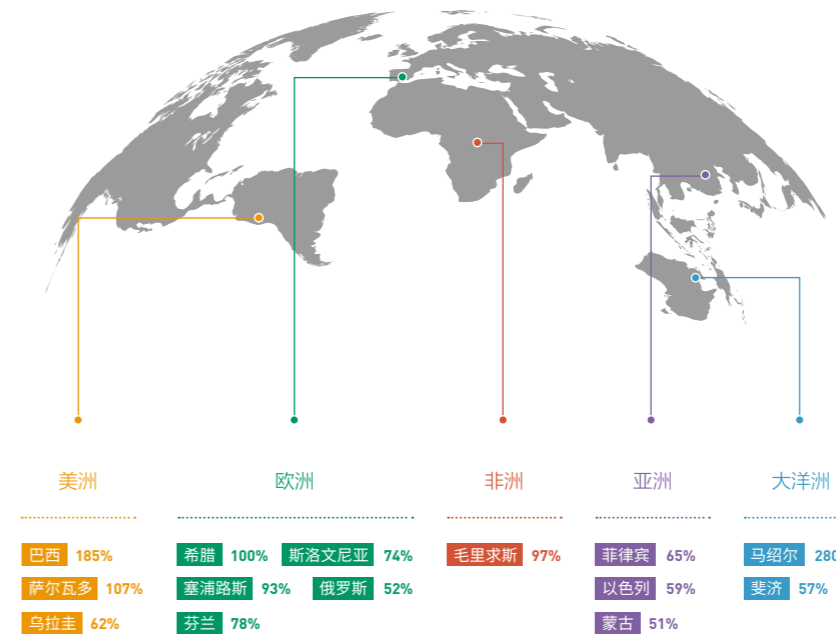 美洲
巴西 185%
萨尔瓦多 107%
乌拉圭 62%
欧洲
希腊 100% 斯洛文尼亚 74%
塞浦路斯 93% 俄罗斯 52%
芬兰 78%
非洲
毛里求斯 97%
亚洲
菲律宾 65%
以色列 59%
蒙古 51%
大洋洲
马绍尔
斐济 57%